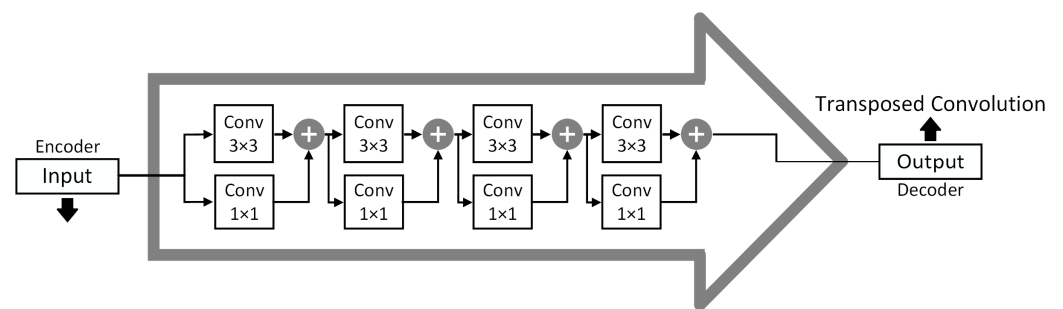 Encoder
Input
Conv
3×3
+
Conv
3×3
+
Conv
3×3
+
Conv
3×3
+
Conv
1×1
Conv
1×1
Conv
1×1
Conv
1×1
Transposed Convolution
Output
Decoder